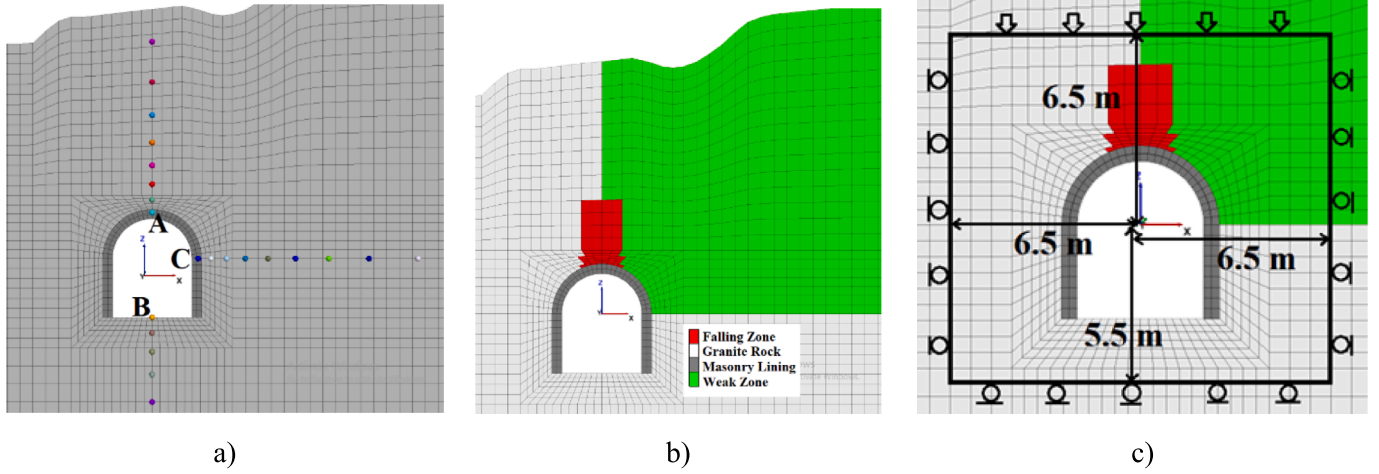 A
B
C
Z
Y
X
a)
Z
Y
X
Falling Zone
Granite Rock
Masonry Lining
Weak Zone
b)
6.5 m
Z
X
6.5 m
6.5 m
5.5 m
c)